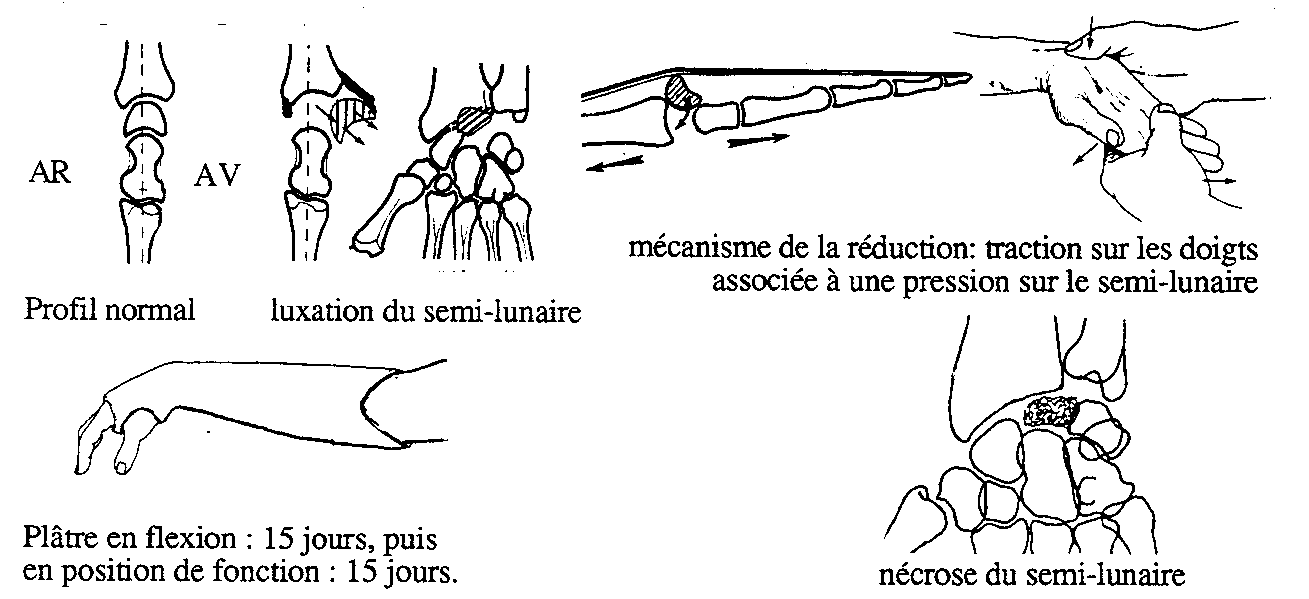 AR
AV
Profil normal
luxation du semi-lunaire
mécanisme de la réduction: traction sur les doigts
associée à une pression sur le semi-lunaire
Plâtre en flexion : 15 jours, puis
en position de fonction : 15 jours.
nécrose du semi-lunaire